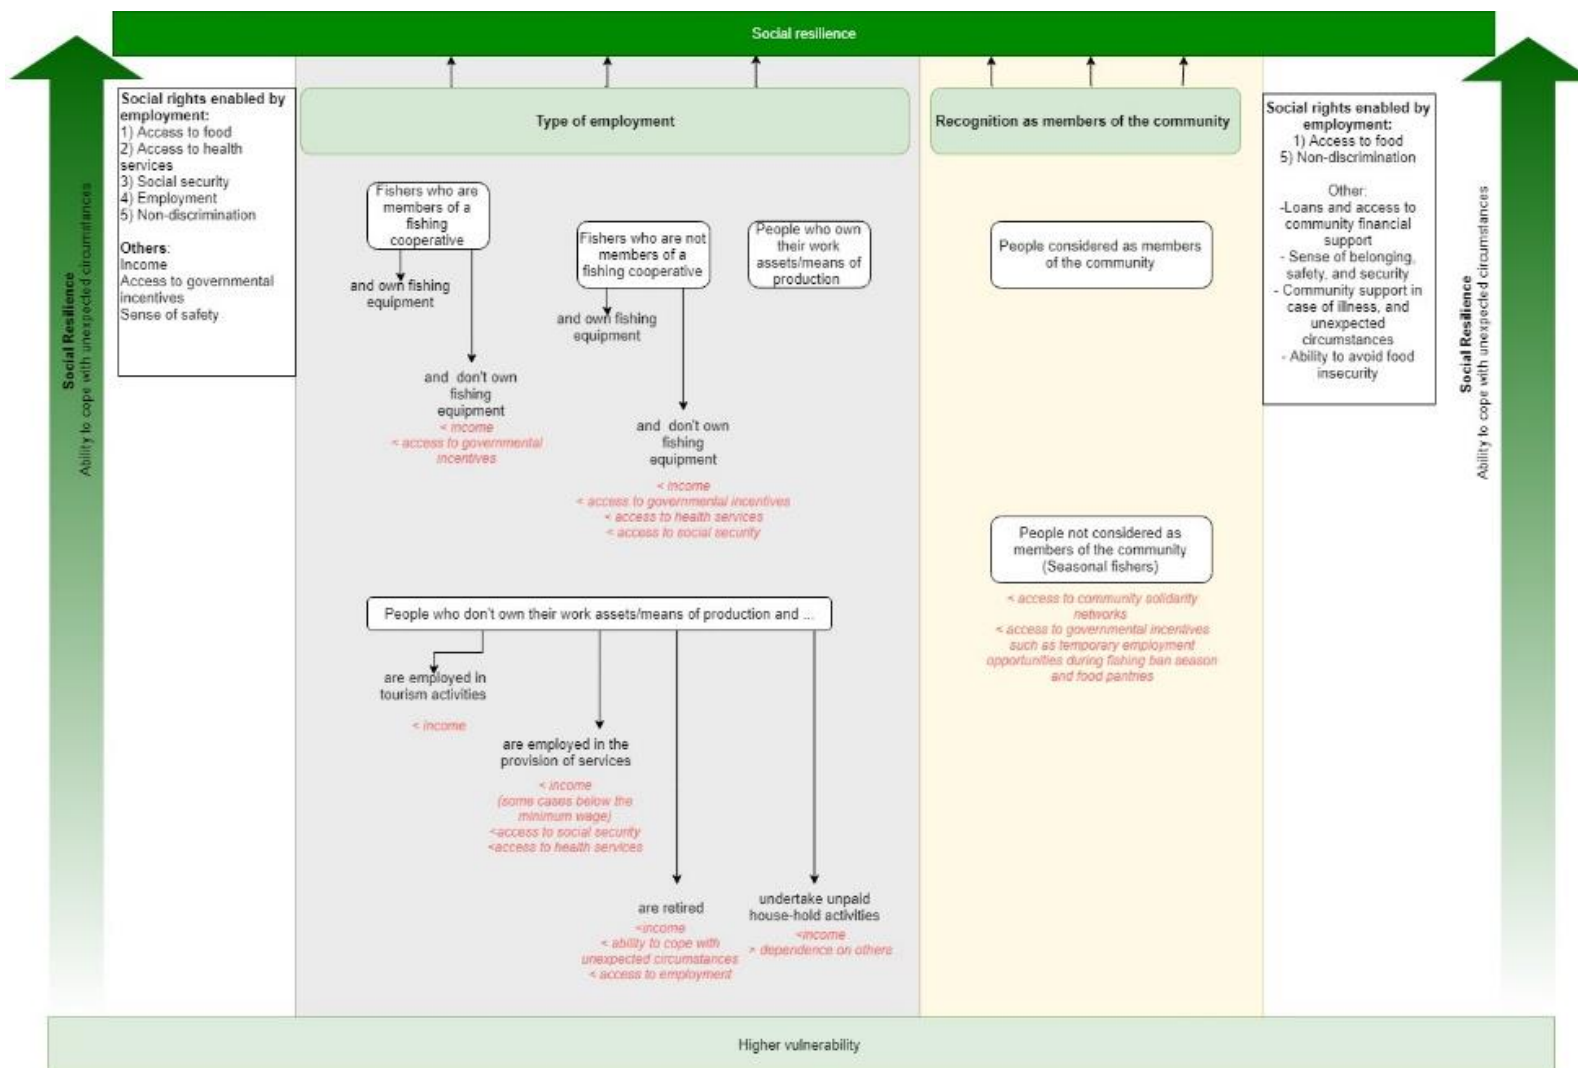 Social resilience
Social Resilience
Ability to cope with unexpected circumstances
Social rights enabled by
employment:
1) Access to food
2) Access to health
services
3) Social security
4) Employment
5) Non-discrimination
Others:
Income
Access to governmental
incentives
Sense of safety
Type of employment
Fishers who are
members of a
fishing
cooperative
and own fishing
equipment
and don't own
fishing
equipment
< income
< access to governmental
incentives
Fishers who are not
members of a
fishing cooperative
and own fishing
equipment
and don't own
fishing
equipment
< income
< access to governmental incentives
< access to health services
< access to social security
People who own
their work
assets/means of
production
People who don't own their work assets/means of production and ...
are employed in
tourism activities
< income
are employed in the
provision of services
< income
(some cases below the
minimum wage)
<access to social security
<access to health services
are retired
<income
< ability to cope with
unexpected circumstances
< access to employment
undertake unpaid
house-hold activities
<income
> dependence on others
Recognition as members of the community
People considered as members
of the community
People not considered as
members of the community
(Seasonal fishers)
< access to community solidarity
networks
< access to governmental incentives
such as temporary employment
opportunities during fishing ban season
and food pantries
Social rights enabled by
employment:
1) Access to food
5) Non-discrimination
Other:
-Loans and access to
community financial
support
- Sense of belonging,
safety, and security
- Community support in
case of illness, and
unexpected
circumstances
- Ability to avoid food
insecurity
Social Resilience
Ability to cope with unexpected circumstances
Higher vulnerability